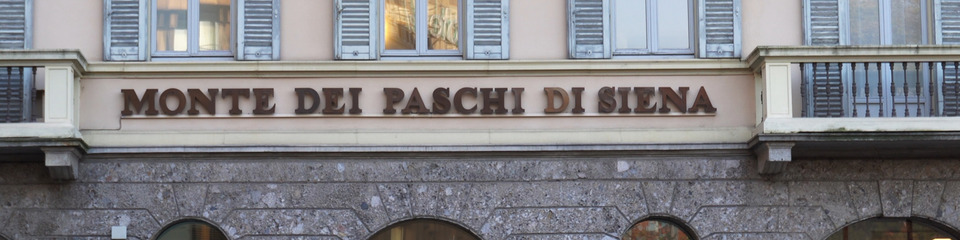 MONTE DEI PASCHI DI SIENA